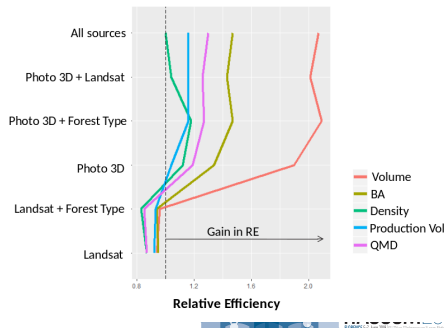 All sources
Photo 3D + Landsat
Photo 3D + Forest Type
Photo 3D
Landsat + Forest Type
Landsat
Gain in RE
Volume
BA
Density
Production Vol
QMD
0.8 1.2 1.6 2.0
Relative Efficiency